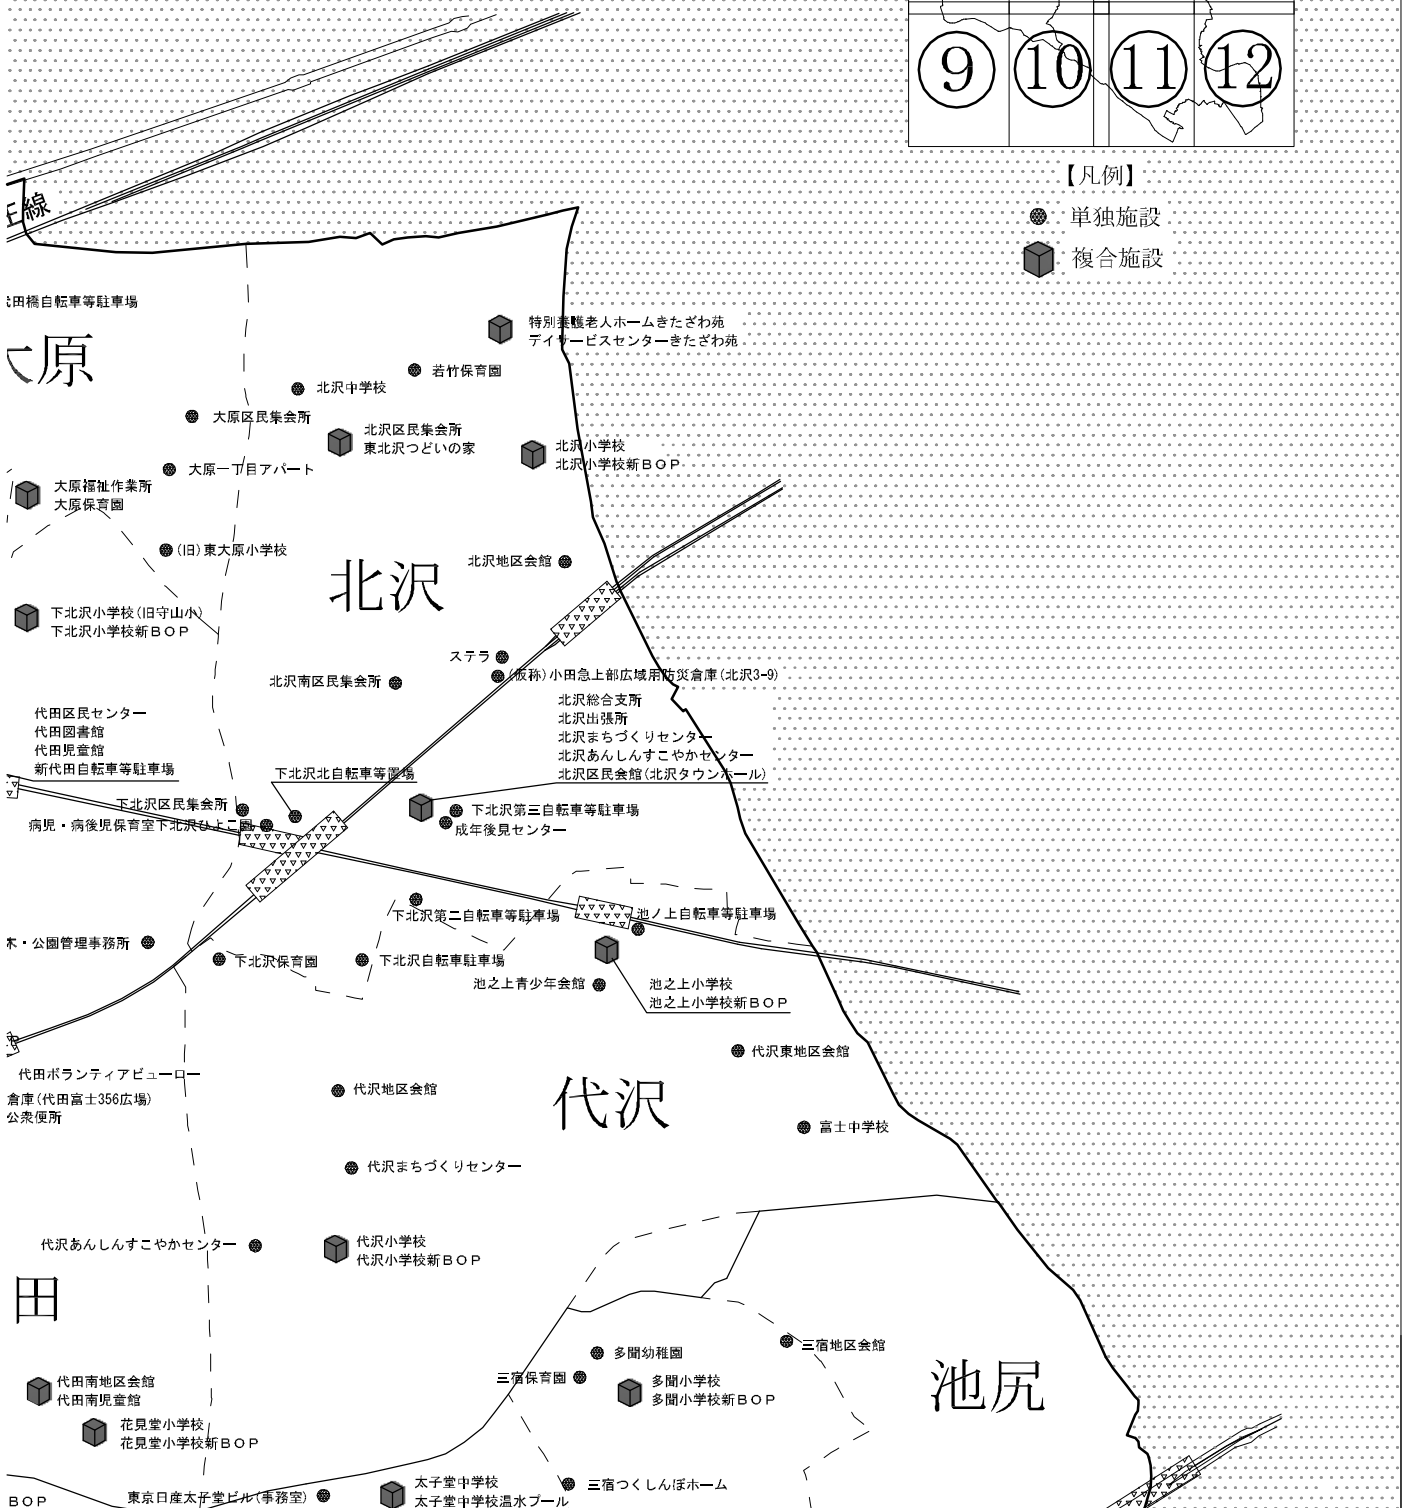 9 10 11 12
【凡例】
単独施設
複合施設
王線
代田橋自転車等駐車場
大原
特別養護老人ホームきたざわ苑
デイサービスセンターきたざわ苑
若竹保育園
北沢中学校
大原区民集会所
北沢区民集会所
東北沢つどいの家
北沢小学校
北沢小学校新BOP
大原一丁目アパート
大原福祉作業所
大原保育園
(旧)東大原小学校
北沢地区会館
北沢
下北沢小学校(旧守山小)
下北沢小学校新BOP
ステラ
(仮称)小田急上部広域用防災倉庫(北沢3-9)
北沢南区民集会所
北沢総合支所
北沢出張所
北沢まちづくりセンター
北沢あんしんすこやかセンター
北沢区民会館(北沢タウンホール)
代田区民センター
代田図書館
代田児童館
新代田自転車等駐車場
下北沢北自転車等置場
下北沢区民集会所
病児・病後児保育室下北沢ひよこ園
下北沢第三自転車等駐車場
成年後見センター
下北沢第二自転車等駐車場
池ノ上自転車等駐車場
木・公園管理事務所
下北沢保育園
下北沢自転車駐車場
池之上青少年会館
池之上小学校
池之上小学校新BOP
代沢東地区会館
代田ボランティアビューロー
倉庫(代田富士356広場)
公衆便所
代沢地区会館
代沢
富士中学校
代沢まちづくりセンター
代沢あんしんすこやかセンター
代沢小学校
代沢小学校新BOP
田
三宿地区会館
多聞幼稚園
三宿保育園
多聞小学校
多聞小学校新BOP
池尻
代田南地区会館
代田南児童館
花見堂小学校
花見堂小学校新BOP
太子堂中学校
太子堂中学校温水プール
三宿つくしんぼホーム
東京日産太子堂ビル(事務室)
BOP